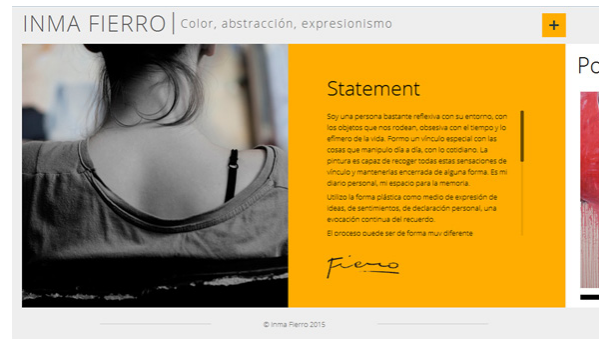 INMA FIERRO | Color, abstracción, expresionismo
+
Statement
Soy una persona bastante reflexiva con su entorno, con
los objetos que nos rodean, obsesiva con el tiempo y lo
efímero de la vida. Formo un vínculo especial con las
cosas que manipulo día a día, con lo cotidiano. La
pintura es capaz de recoger todas estas sensaciones de
vínculo y mantenerlas encerrada de alguna forma. Es mi
diario personal, mi espacio para la memoria.
Utilizo la forma plástica como medio de expresión de
ideas, de sentimientos, de declaración personal, una
evocación continua del recuerdo.
El proceso puede ser de forma muy diferente
Fierro
Po
© Inma Fierro 2015